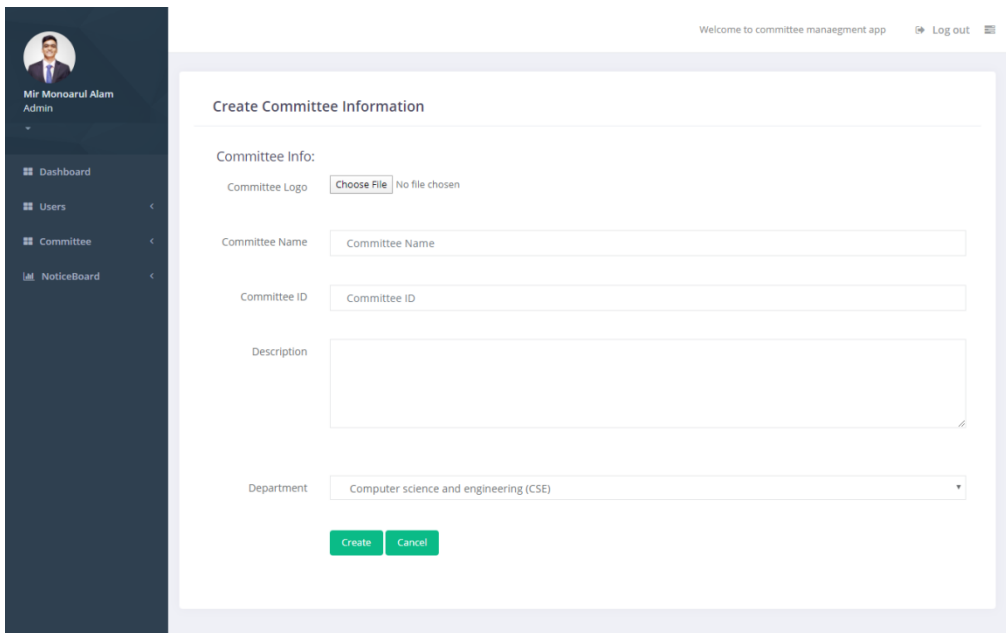 Welcome to committee manaegment app
Log out
Mir Monoarul Alam
Admin
Dashboard
Users
Committee
NoticeBoard
Create Committee Information
Committee Info:
Committee Logo Choose File No file chosen
Committee Name Committee Name
Committee ID Committee ID
Description
Department Computer science and engineering (CSE)
Create Cancel